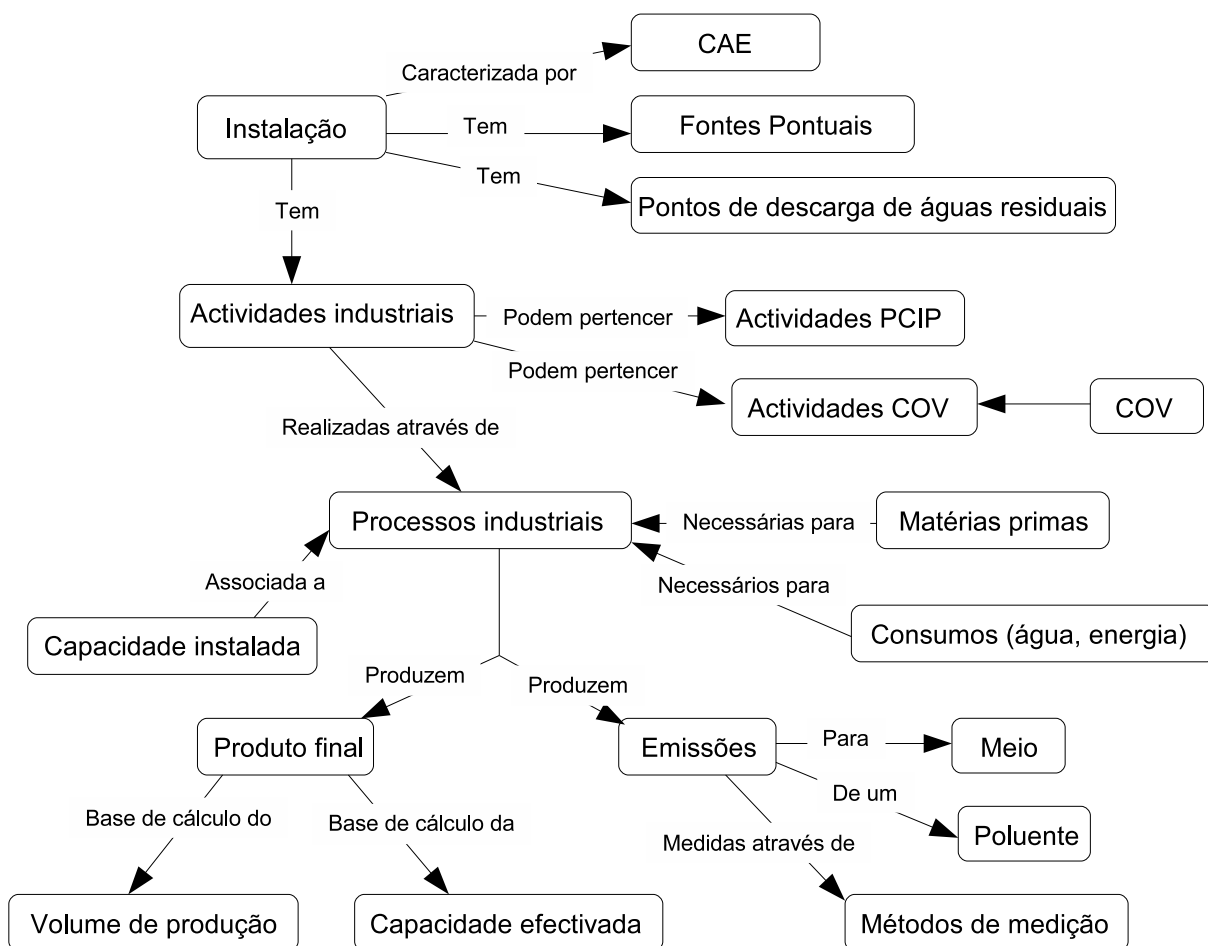 CAE
Caracterizada por
Instalação
Tem
Fontes Pontuais
Tem
Pontos de descarga de águas residuais
Tem
Actividades industriais
Podem pertencer
Actividades PCIP
Podem pertencer
Actividades COV
COV
Realizadas através de
Processos industriais
Necessárias para
Matérias primas
Associada a
Necessários para
Capacidade instalada
Consumos (água, energia)
Produzem
Produzem
Produto final
Emissões
Para
Meio
De um
Base de cálculo do
Base de cálculo da
Medidas através de
Poluente
Volume de produção
Capacidade efectivada
Métodos de medição